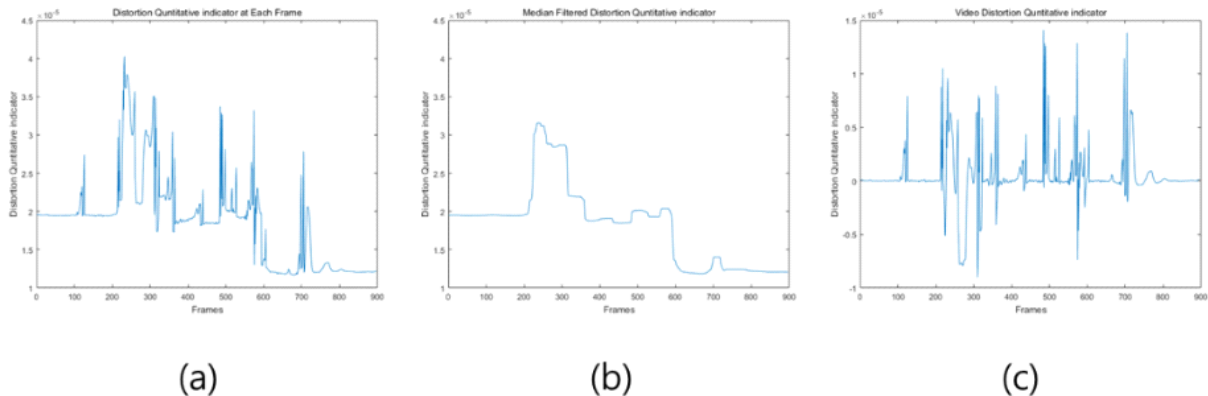 Distortion Quntitative indicator at Each Frame
×10⁻⁵
4.5
4
3.5
3
2.5
2
1.5
1
Distortion Quntitative indicator
0 100 200 300 400 500 600 700 800 900
Frames
(a)
Median Filtered Distortion Quntitative indicator
×10⁻⁵
4.5
4
3.5
3
2.5
2
1.5
1
Distortion Quntitative indicator
0 100 200 300 400 500 600 700 800 900
Frames
(b)
Video Distortion Quntitative indicator
×10⁻⁵
1.5
1
0.5
0
-0.5
-1
Distortion Quntitative indicator
0 100 200 300 400 500 600 700 800 900
Frames
(c)